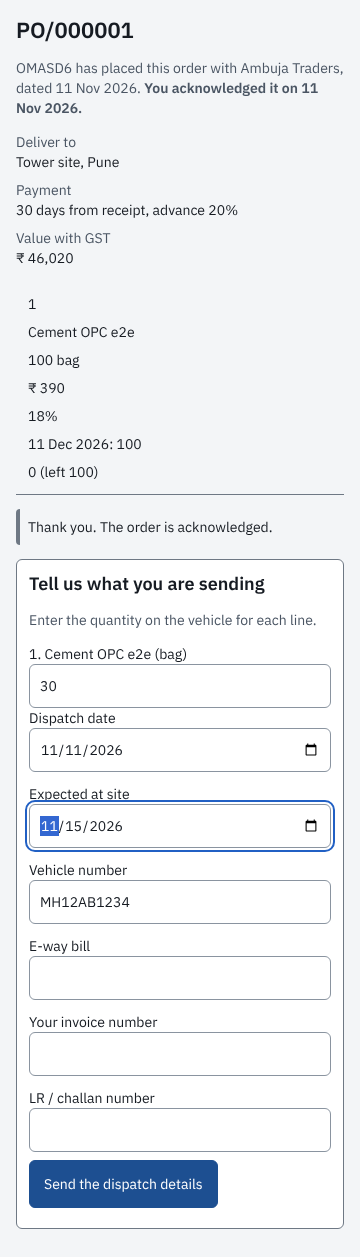 PO/000001
OMASD6 has placed this order with Ambuja Traders,
dated 11 Nov 2026. You acknowledged it on 11
Nov 2026.
Deliver to
Tower site, Pune
Payment
30 days from receipt, advance 20%
Value with GST
₹ 46,020
1
Cement OPC e2e
100 bag
₹ 390
18%
11 Dec 2026: 100
0 (left 100)
Thank you. The order is acknowledged.
Tell us what you are sending
Enter the quantity on the vehicle for each line.
1. Cement OPC e2e (bag)
30
Dispatch date
11/11/2026
Expected at site
11/15/2026
Vehicle number
MH12AB1234
E-way bill
Your invoice number
LR / challan number
Send the dispatch details